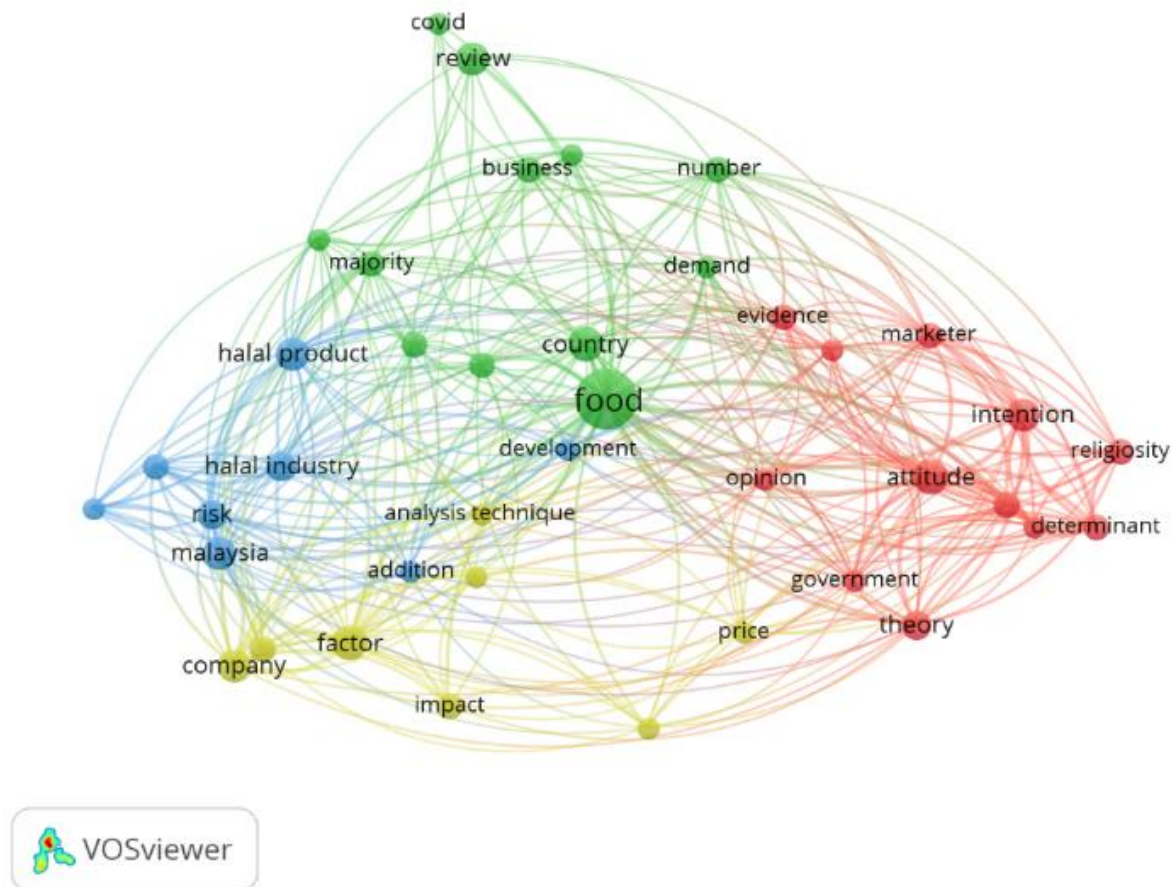 covid
review
business
number
majority
demand
evidence
marketer
halal product
country
food
intention
development
religiosity
halal industry
opinion
attitude
risk
analysis technique
determinant
malaysia
addition
government
price
theory
factor
company
impact
VOSviewer